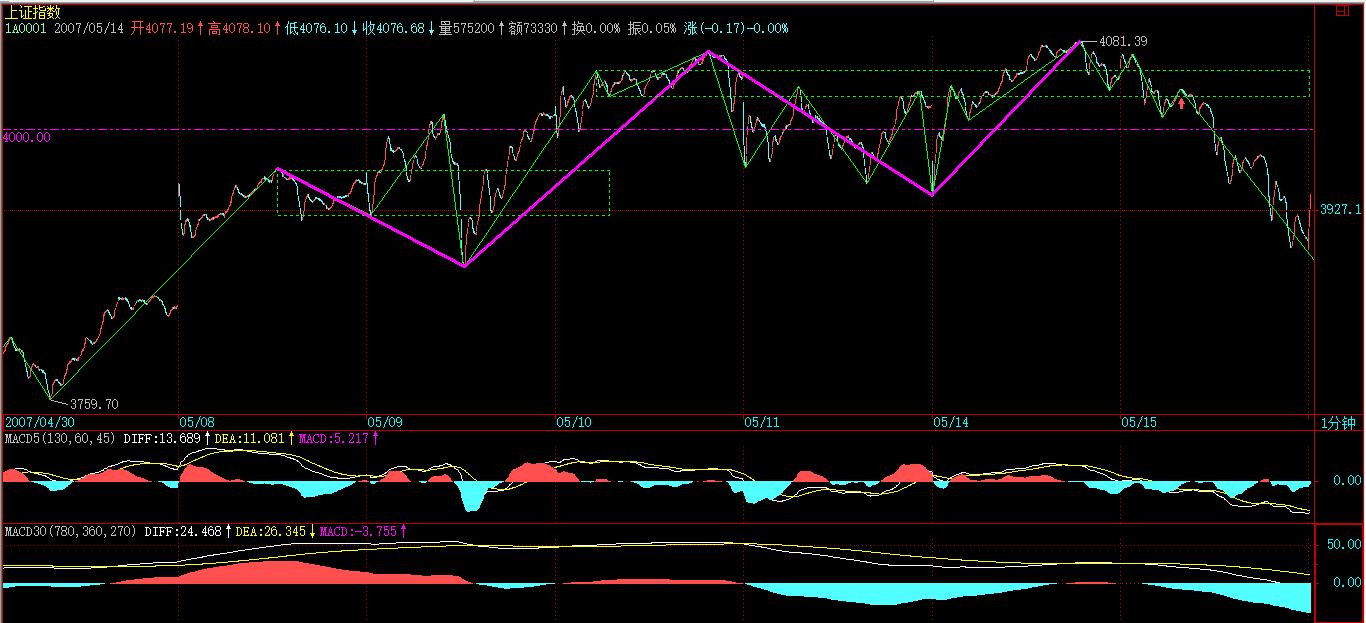 上证指数
1A0001 2007/05/14 开4077.19↑高4078.10↑低4076.10↓收4076.68↓量575200↑额73330↑换0.00% 振0.05% 涨(-0.17)-0.00%
4081.39
4000.00
3927.1
3759.70
2007/04/30 05/08 05/09 05/10 05/11 05/14 05/15 1分钟
MACD5(130,60,45) DIFF:13.689↑DEA:11.081↑MACD:5.217↑
0.00
MACD30(780,360,270) DIFF:24.468↑DEA:26.345↓MACD:-3.755↑
50.00
0.00